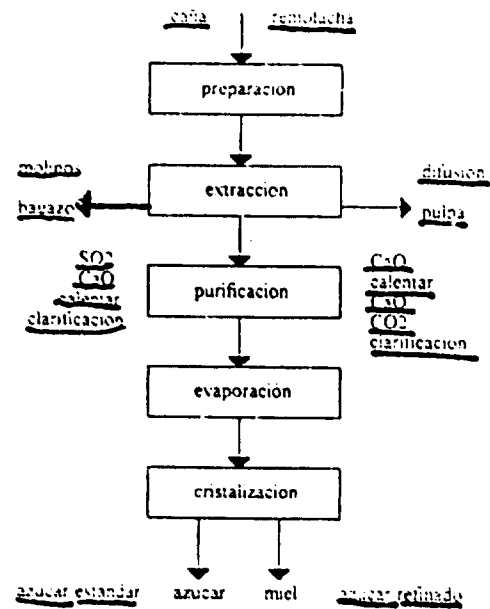 caña remolacha
preparacion
molinos
difusion
extraccion
bagazo
pulpa
SO2
CaO
CaO
calentar
purificacion
calentar
CaO
clarificacion
CO2
clarificacion
evaporación
cristalizacion
azucar estandar azucar miel azucar refinado